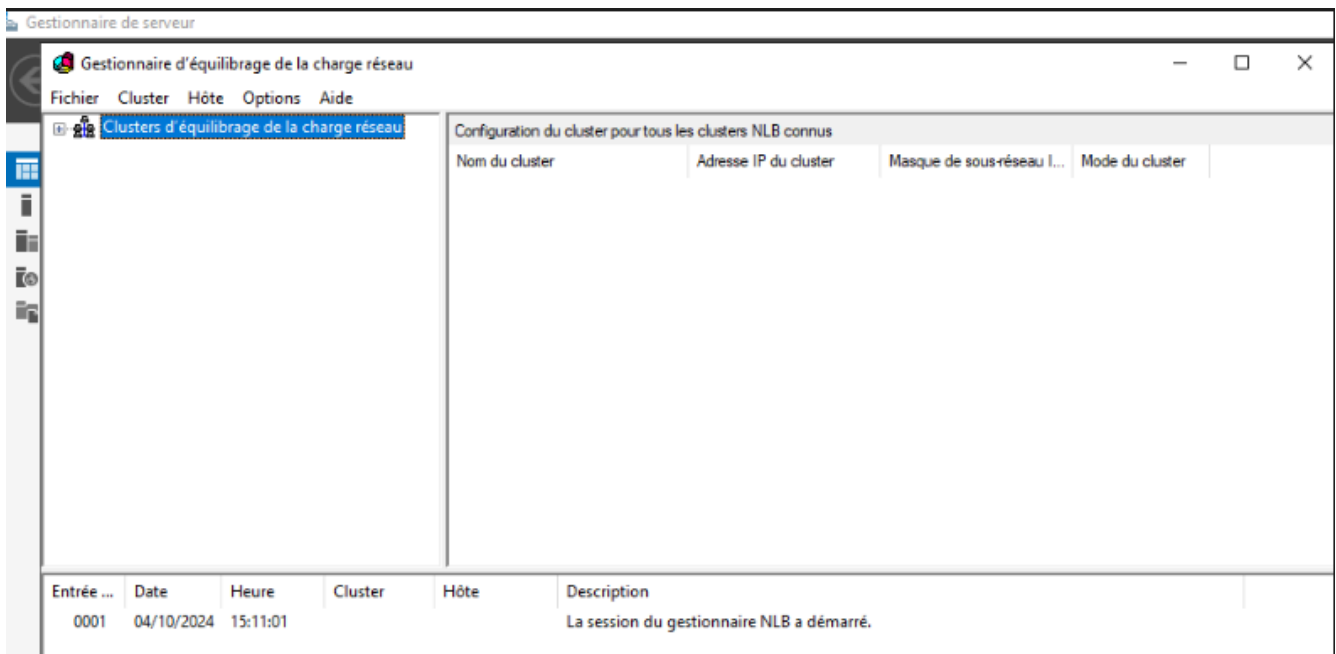 Gestionnaire de serveur
Gestionnaire d'équilibrage de la charge réseau
Fichier Cluster Hôte Options Aide
Clusters d'équilibrage de la charge réseau
Configuration du cluster pour tous les clusters NLB connus
Nom du cluster Adresse IP du cluster Masque de sous-réseau I... Mode du cluster
Entrée ... Date Heure Cluster Hôte Description
0001 04/10/2024 15:11:01 La session du gestionnaire NLB a démarré.